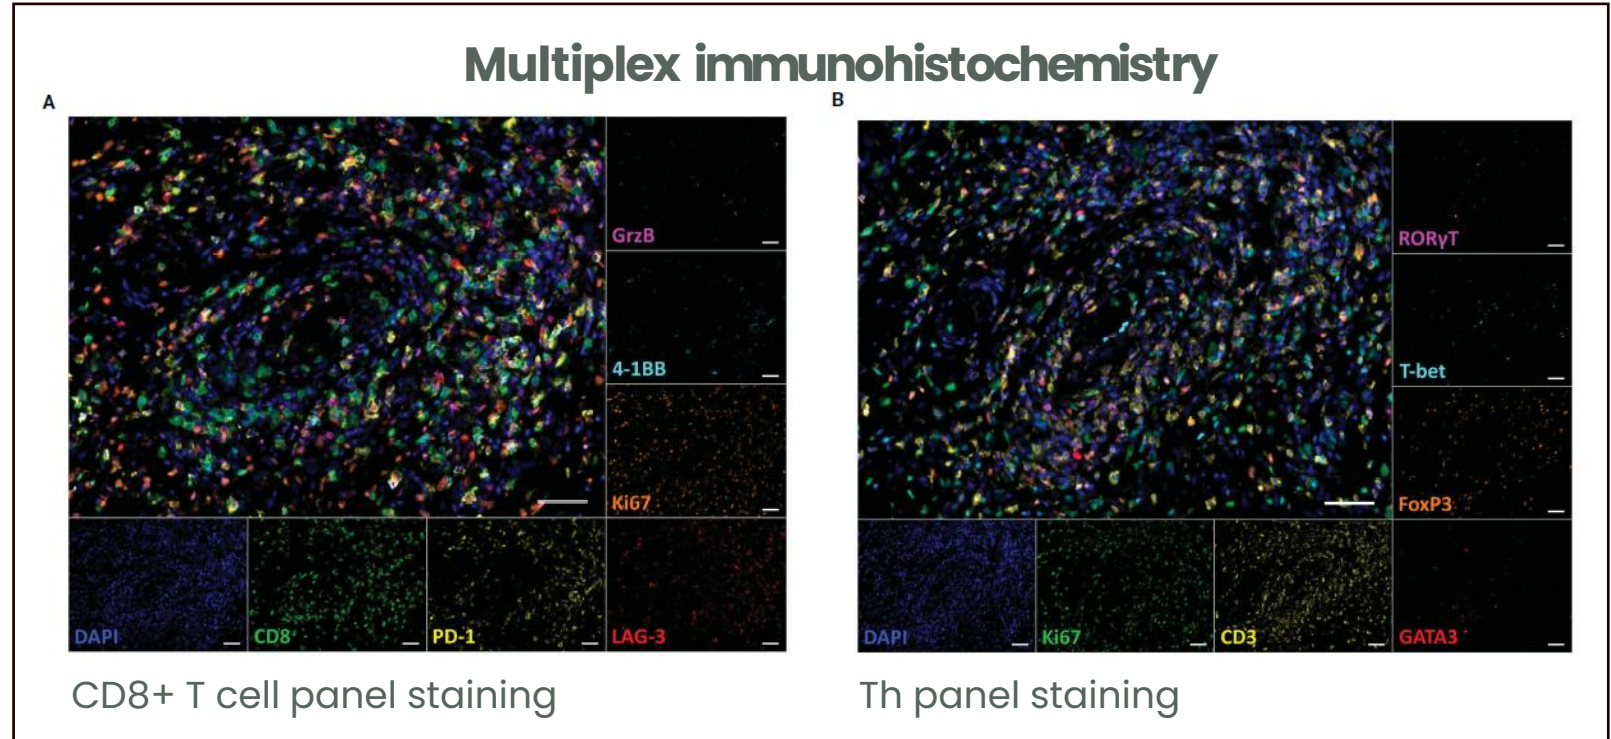 Multiplex immunohistochemistry
A
GrzB
4-1BB
Ki67
DAPI
CD8
PD-1
LAG-3
CD8+ T cell panel staining
B
RORγT
T-bet
FoxP3
DAPI
Ki67
CD3
GATA3
Th panel staining